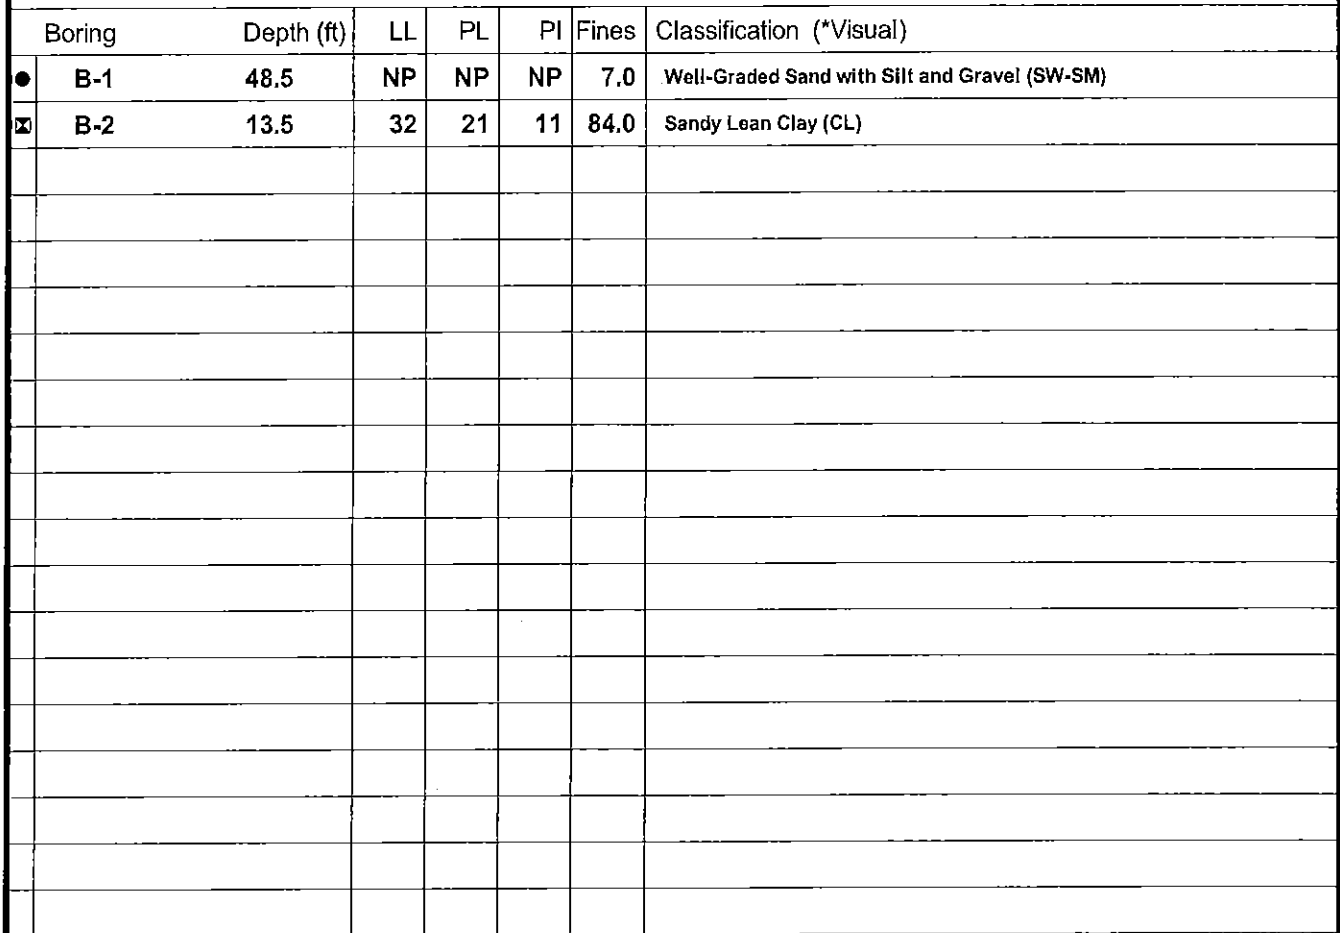 Boring Depth (ft) LL PL PI Fines Classification (*Visual)
B-1 48.5 NP NP NP 7.0 Well-Graded Sand with Silt and Gravel (SW-SM)
B-2 13.5 32 21 11 84.0 Sandy Lean Clay (CL)